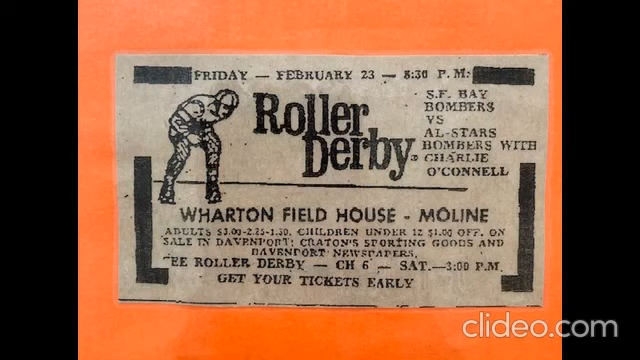 FRIDAY — FEBRUARY 23 — 8:30 P.M.
Roller
Derby
S.F. BAY
BOMBERS
VS
AL-STARS
BOMBERS WITH
CHARLIE
O'CONNELL
WHARTON FIELD HOUSE - MOLINE
ADULTS $3.00-2.25-1.50. CHILDREN UNDER 12 $1.00 OFF. ON
SALE IN DAVENPORT: CRATON'S SPORTING GOODS AND
DAVENPORT NEWSPAPERS.
EE ROLLER DERBY — CH 6 — SAT.—3:00 P.M.
GET YOUR TICKETS EARLY
clideo.com